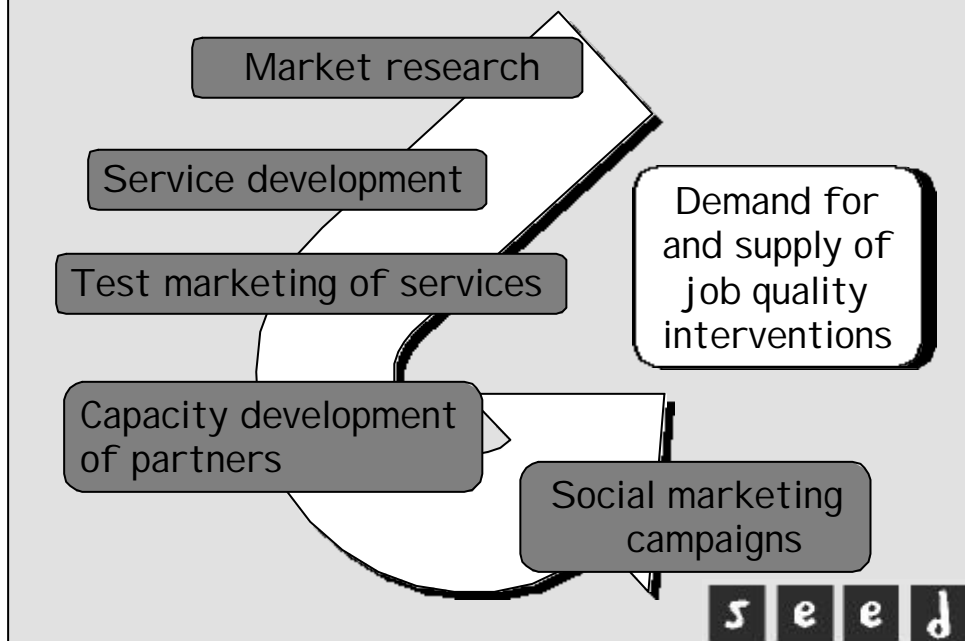 Market research
Service development
Test marketing of services
Capacity development
of partners
Social marketing
campaigns
Demand for
and supply of
job quality
interventions
seed